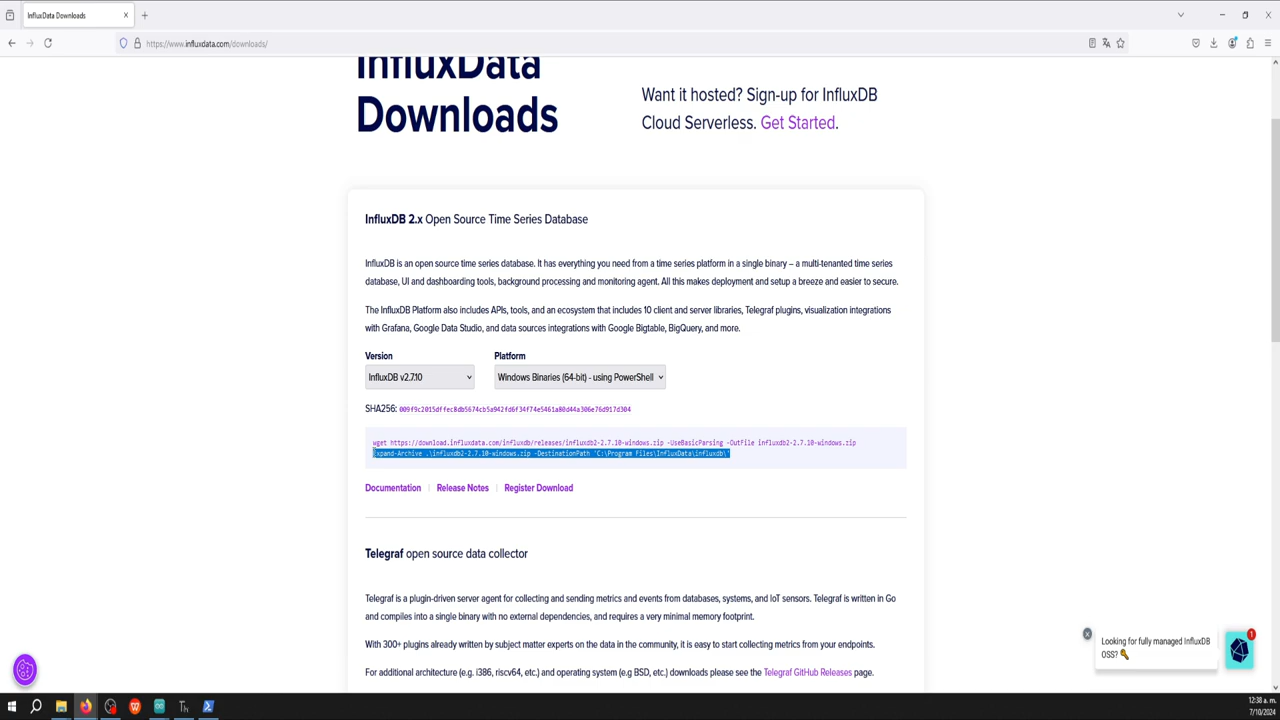 InfluxData Downloads
https://www.influxdata.com/downloads/
InfluxData
Downloads
Want it hosted? Sign-up for InfluxDB
Cloud Serverless. Get Started.
InfluxDB 2.x Open Source Time Series Database
InfluxDB is an open source time series database. It has everything you need from a time series platform in a single binary – a multi-tenanted time series
database, UI and dashboarding tools, background processing and monitoring agent. All this makes deployment and setup a breeze and easier to secure.
The InfluxDB Platform also includes APIs, tools, and an ecosystem that includes 10 client and server libraries, Telegraf plugins, visualization integrations
with Grafana, Google Data Studio, and data sources integrations with Google Bigtable, BigQuery, and more.
Version
Platform
InfluxDB v2.7.10
Windows Binaries (64-bit) - using PowerShell
SHA256: 009f9c2015dffec8db5674cb5a942fd6f34f74e5461a80d44a306e76d917d304
wget https://download.influxdata.com/influxdb/releases/influxdb2-2.7.10-windows.zip -UseBasicParsing -OutFile influxdb2-2.7.10-windows.zip
Expand-Archive .\influxdb2-2.7.10-windows.zip -DestinationPath 'C:\Program Files\InfluxData\influxdb\'
Documentation
Release Notes
Register Download
Telegraf open source data collector
Telegraf is a plugin-driven server agent for collecting and sending metrics and events from databases, systems, and IoT sensors. Telegraf is written in Go
and compiles into a single binary with no external dependencies, and requires a very minimal memory footprint.
With 300+ plugins already written by subject matter experts on the data in the community, it is easy to start collecting metrics from your endpoints.
For additional architecture (e.g. i386, riscv64, etc.) and operating system (e.g BSD, etc.) downloads please see the Telegraf GitHub Releases page.
Looking for fully managed InfluxDB
OSS? 🔑
1
12:38 a. m.
7/10/2024